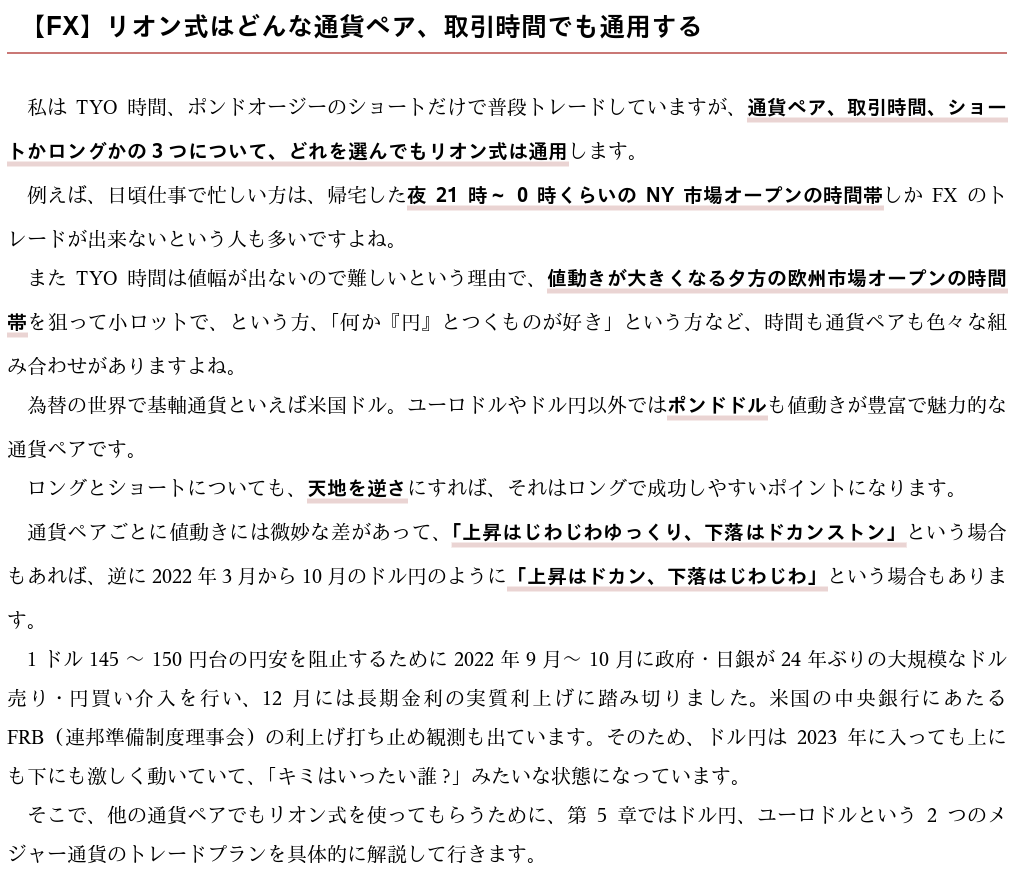 【FX】リオン式はどんな通貨ペア、取引時間でも通用する
私は TYO 時間、ポンドオージーのショートだけで普段トレードしていますが、通貨ペア、取引時間、ショー
トかロングかの 3 つについて、どれを選んでもリオン式は通用します。
例えば、日頃仕事で忙しい方は、帰宅した夜 21 時～ 0 時くらいの NY 市場オープンの時間帯しか FX のト
レードが出来ないという人も多いですよね。
また TYO 時間は値幅が出ないので難しいという理由で、値動きが大きくなる夕方の欧州市場オープンの時間
帯を狙って小ロットで、という方、「何か『円』とつくものが好き」という方など、時間も通貨ペアも色々な組
み合わせがありますよね。
為替の世界で基軸通貨といえば米国ドル。ユーロドルやドル円以外ではポンドドルも値動きが豊富で魅力的な
通貨ペアです。
ロングとショートについても、天地を逆さにすれば、それはロングで成功しやすいポイントになります。
通貨ペアごとに値動きには微妙な差があって、「上昇はじわじわゆっくり、下落はドカンストン」という場合
もあれば、逆に 2022 年 3 月から 10 月のドル円のように「上昇はドカン、下落はじわじわ」という場合もありま
す。
1 ドル 145 ～ 150 円台の円安を阻止するために 2022 年 9 月～ 10 月に政府・日銀が 24 年ぶりの大規模なドル
売り・円買い介入を行い、12 月には長期金利の実質利上げに踏み切りました。米国の中央銀行にあたる
FRB（連邦準備制度理事会）の利上げ打ち止め観測も出ています。そのため、ドル円は 2023 年に入っても上に
も下にも激しく動いていて、「キミはいったい誰 ?」みたいな状態になっています。
そこで、他の通貨ペアでもリオン式を使ってもらうために、第 5 章ではドル円、ユーロドルという 2 つのメ
ジャー通貨のトレードプランを具体的に解説して行きます。